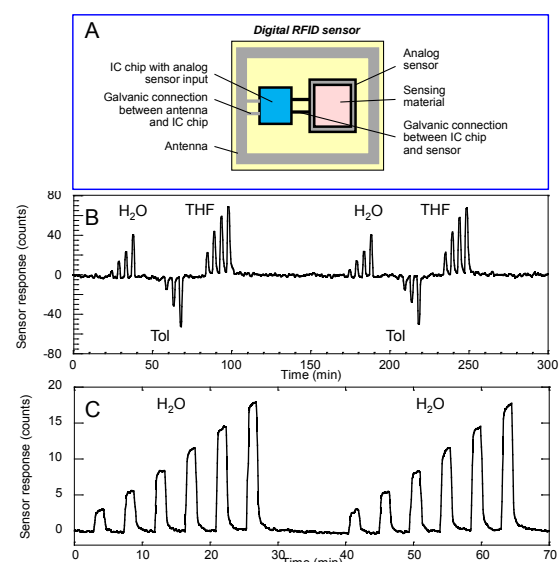 A
Digital RFID sensor
IC chip with analog
sensor input
Galvanic connection
between antenna
and IC chip
Antenna
Analog
sensor
Sensing
material
Galvanic connection
between IC chip
and sensor
B
Sensor response (counts)
80
40
0
-40
-80
H2O
THF
Tol
H2O
THF
Tol
0
50
100
150
200
250
300
Time (min)
C
Sensor response (counts)
20
15
10
5
0
H2O
H2O
0
10
20
30
40
50
60
70
Time (min)